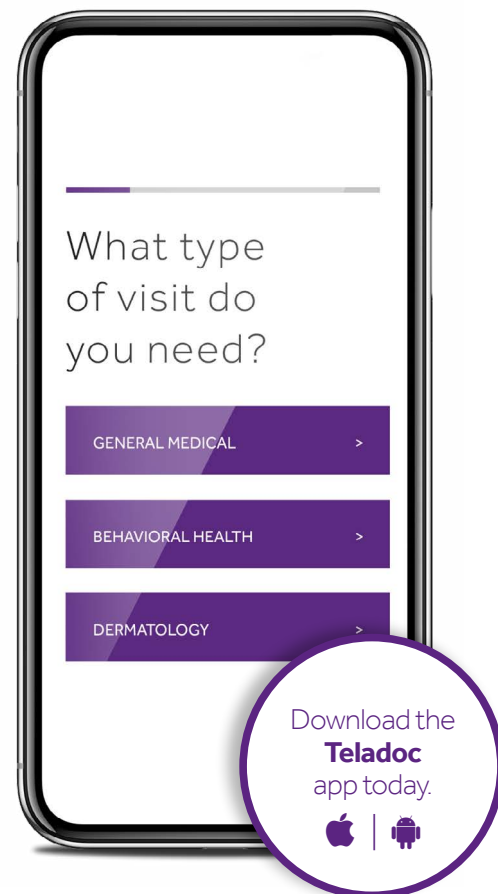 What type
of visit do
you need?
GENERAL MEDICAL >
BEHAVIORAL HEALTH >
DERMATOLOGY >
Download the
Teladoc
app today.